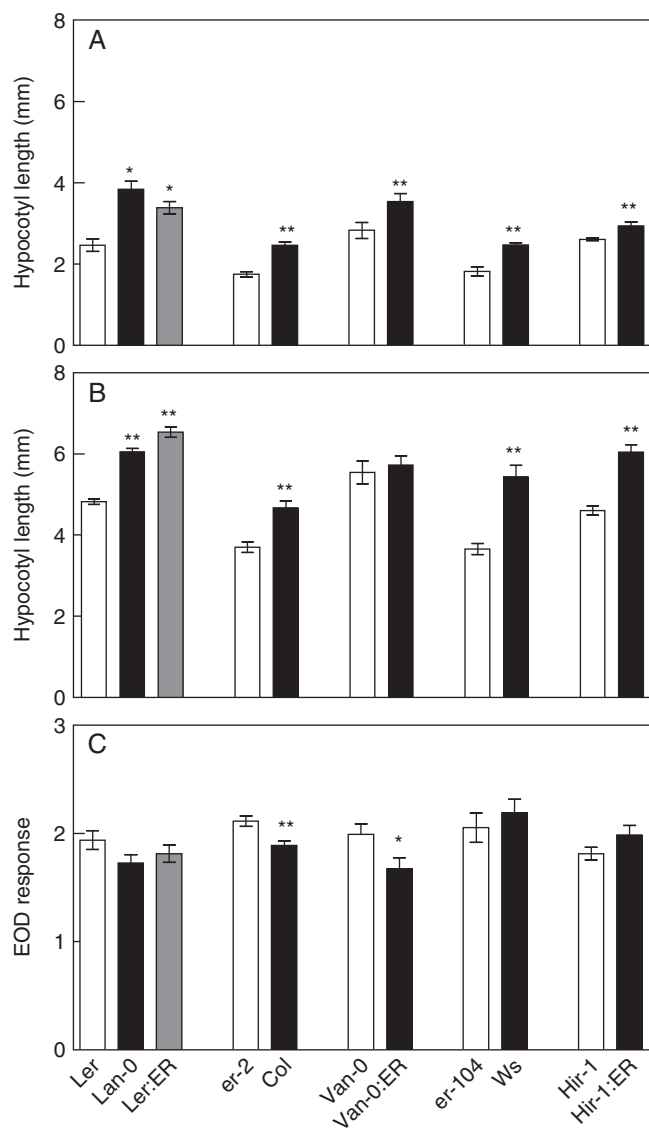 A
Hypocotyl length (mm)
8
6
4
2
0
* *
** ** ** **
B
Hypocotyl length (mm)
8
6
4
2
0
** ** ** ** **
C
EOD response
3
2
1
0
** *
Ler Lan-0 Ler:ER er-2 Col Van-0 Van-0:ER er-104 Ws Hir-1 Hir-1:ER